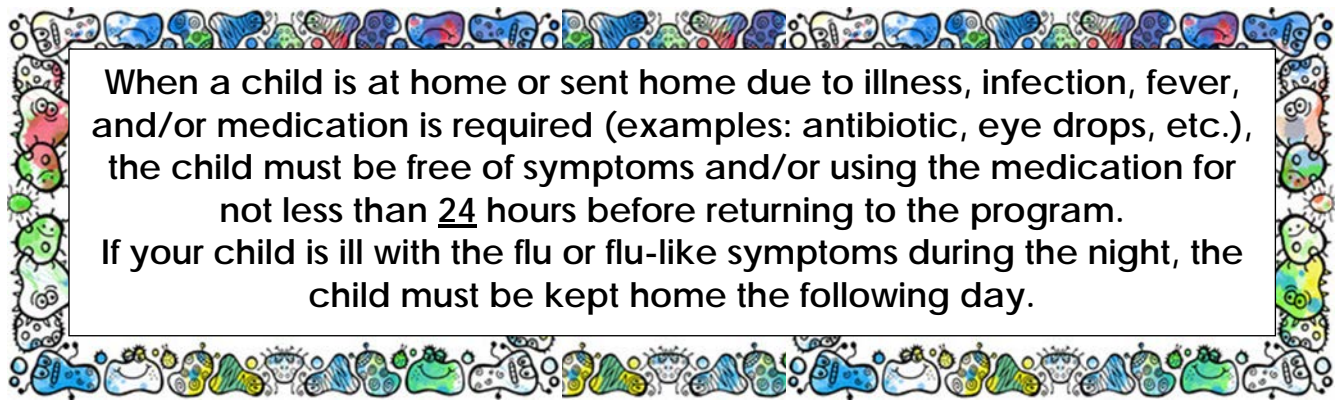 When a child is at home or sent home due to illness, infection, fever,
and/or medication is required (examples: antibiotic, eye drops, etc.),
the child must be free of symptoms and/or using the medication for
not less than 24 hours before returning to the program.
If your child is ill with the flu or flu-like symptoms during the night, the
child must be kept home the following day.